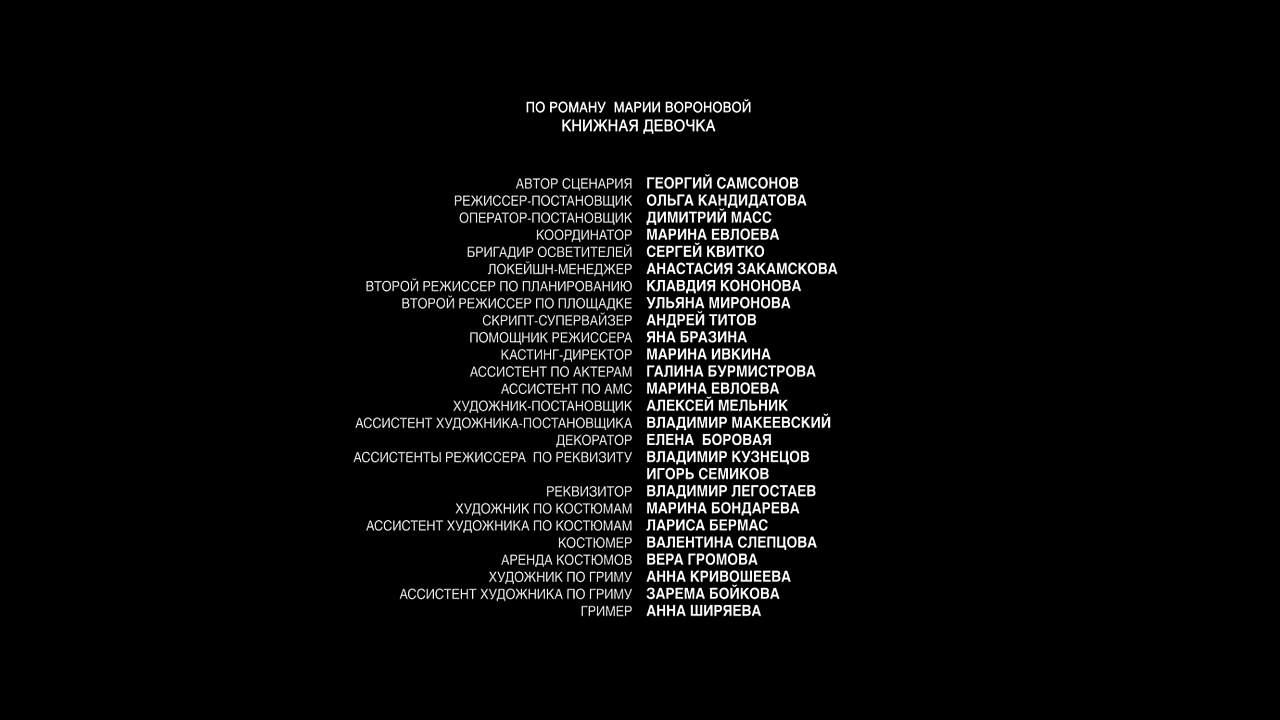 ПО РОМАНУ  МАРИИ ВОРОНОВОЙ
КНИЖНАЯ ДЕВОЧКА
АВТОР СЦЕНАРИЯ ГЕОРГИЙ САМСОНОВ
РЕЖИССЕР-ПОСТАНОВЩИК ОЛЬГА КАНДИДАТОВА
ОПЕРАТОР-ПОСТАНОВЩИК ДИМИТРИЙ МАСС
КООРДИНАТОР МАРИНА ЕВЛОЕВА
БРИГАДИР ОСВЕТИТЕЛЕЙ СЕРГЕЙ КВИТКО
ЛОКЕЙШН-МЕНЕДЖЕР АНАСТАСИЯ ЗАКАМСКОВА
ВТОРОЙ РЕЖИССЕР ПО ПЛАНИРОВАНИЮ КЛАВДИЯ КОНОНОВА
ВТОРОЙ РЕЖИССЕР ПО ПЛОЩАДКЕ УЛЬЯНА МИРОНОВА
СКРИПТ-СУПЕРВАЙЗЕР АНДРЕЙ ТИТОВ
ПОМОЩНИК РЕЖИССЕРА ЯНА БРАЗИНА
КАСТИНГ-ДИРЕКТОР МАРИНА ИВКИНА
АССИСТЕНТ ПО АКТЕРАМ ГАЛИНА БУРМИСТРОВА
АССИСТЕНТ ПО АМС МАРИНА ЕВЛОЕВА
ХУДОЖНИК-ПОСТАНОВЩИК АЛЕКСЕЙ МЕЛЬНИК
АССИСТЕНТ ХУДОЖНИКА-ПОСТАНОВЩИКА ВЛАДИМИР МАКЕЕВСКИЙ
ДЕКОРАТОР ЕЛЕНА  БОРОВАЯ
АССИСТЕНТЫ РЕЖИССЕРА  ПО РЕКВИЗИТУ ВЛАДИМИР КУЗНЕЦОВ
ИГОРЬ СЕМИКОВ
РЕКВИЗИТОР ВЛАДИМИР ЛЕГОСТАЕВ
ХУДОЖНИК ПО КОСТЮМАМ МАРИНА БОНДАРЕВА
АССИСТЕНТ ХУДОЖНИКА ПО КОСТЮМАМ ЛАРИСА БЕРМАС
КОСТЮМЕР ВАЛЕНТИНА СЛЕПЦОВА
АРЕНДА КОСТЮМОВ ВЕРА ГРОМОВА
ХУДОЖНИК ПО ГРИМУ АННА КРИВОШЕЕВА
АССИСТЕНТ ХУДОЖНИКА ПО ГРИМУ ЗАРЕМА БОЙКОВА
ГРИМЕР АННА ШИРЯЕВА